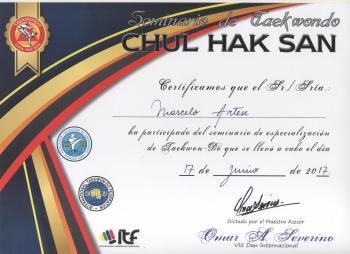 Seminario de Taekwondo
CHUL HAK SAN
Certificamos que el Sr./ Srta.:
Marcelo Artese
ha participado del seminario de especialización
de Taekwon-Dô que se llevó a cabo el día
17 de Junio de 2017.
Dictado por el Maestro Asesor
Omar A. Severino
VIII Dan Internacional
ITF